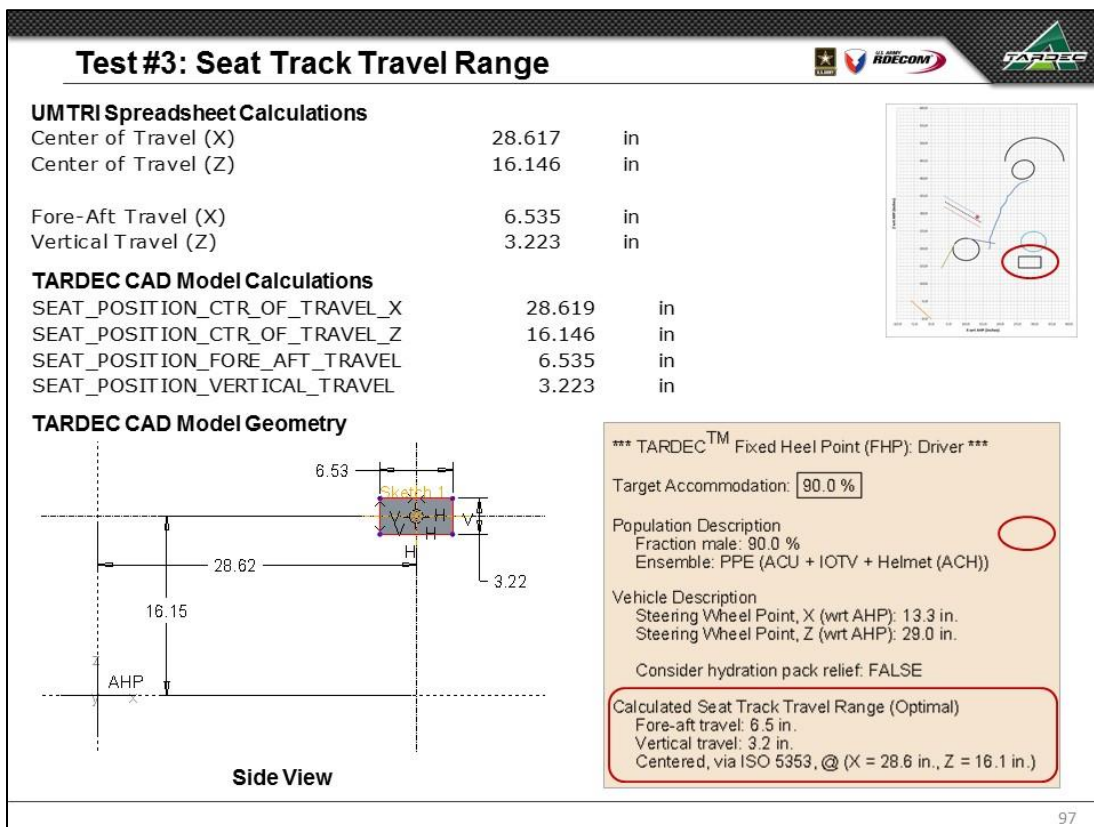 Test #3: Seat Track Travel Range
U.S. ARMY
RDECOM
TARDEC
UMTRI Spreadsheet Calculations
Center of Travel (X) 28.617 in
Center of Travel (Z) 16.146 in
Fore-Aft Travel (X) 6.535 in
Vertical Travel (Z) 3.223 in
TARDEC CAD Model Calculations
SEAT_POSITION_CTR_OF_TRAVEL_X 28.619 in
SEAT_POSITION_CTR_OF_TRAVEL_Z 16.146 in
SEAT_POSITION_FORE_AFT_TRAVEL 6.535 in
SEAT_POSITION_VERTICAL_TRAVEL 3.223 in
TARDEC CAD Model Geometry
6.53
Sketch 1
V H V
V H
H
28.62
3.22
16.15
Z
AHP
Y X
Side View
*** TARDEC™ Fixed Heel Point (FHP): Driver ***
Target Accommodation: 90.0 %
Population Description
Fraction male: 90.0 %
Ensemble: PPE (ACU + IOTV + Helmet (ACH))
Vehicle Description
Steering Wheel Point, X (wrt AHP): 13.3 in.
Steering Wheel Point, Z (wrt AHP): 29.0 in.
Consider hydration pack relief: FALSE
Calculated Seat Track Travel Range (Optimal)
Fore-aft travel: 6.5 in.
Vertical travel: 3.2 in.
Centered, via ISO 5353, @ (X = 28.6 in., Z = 16.1 in.)
97